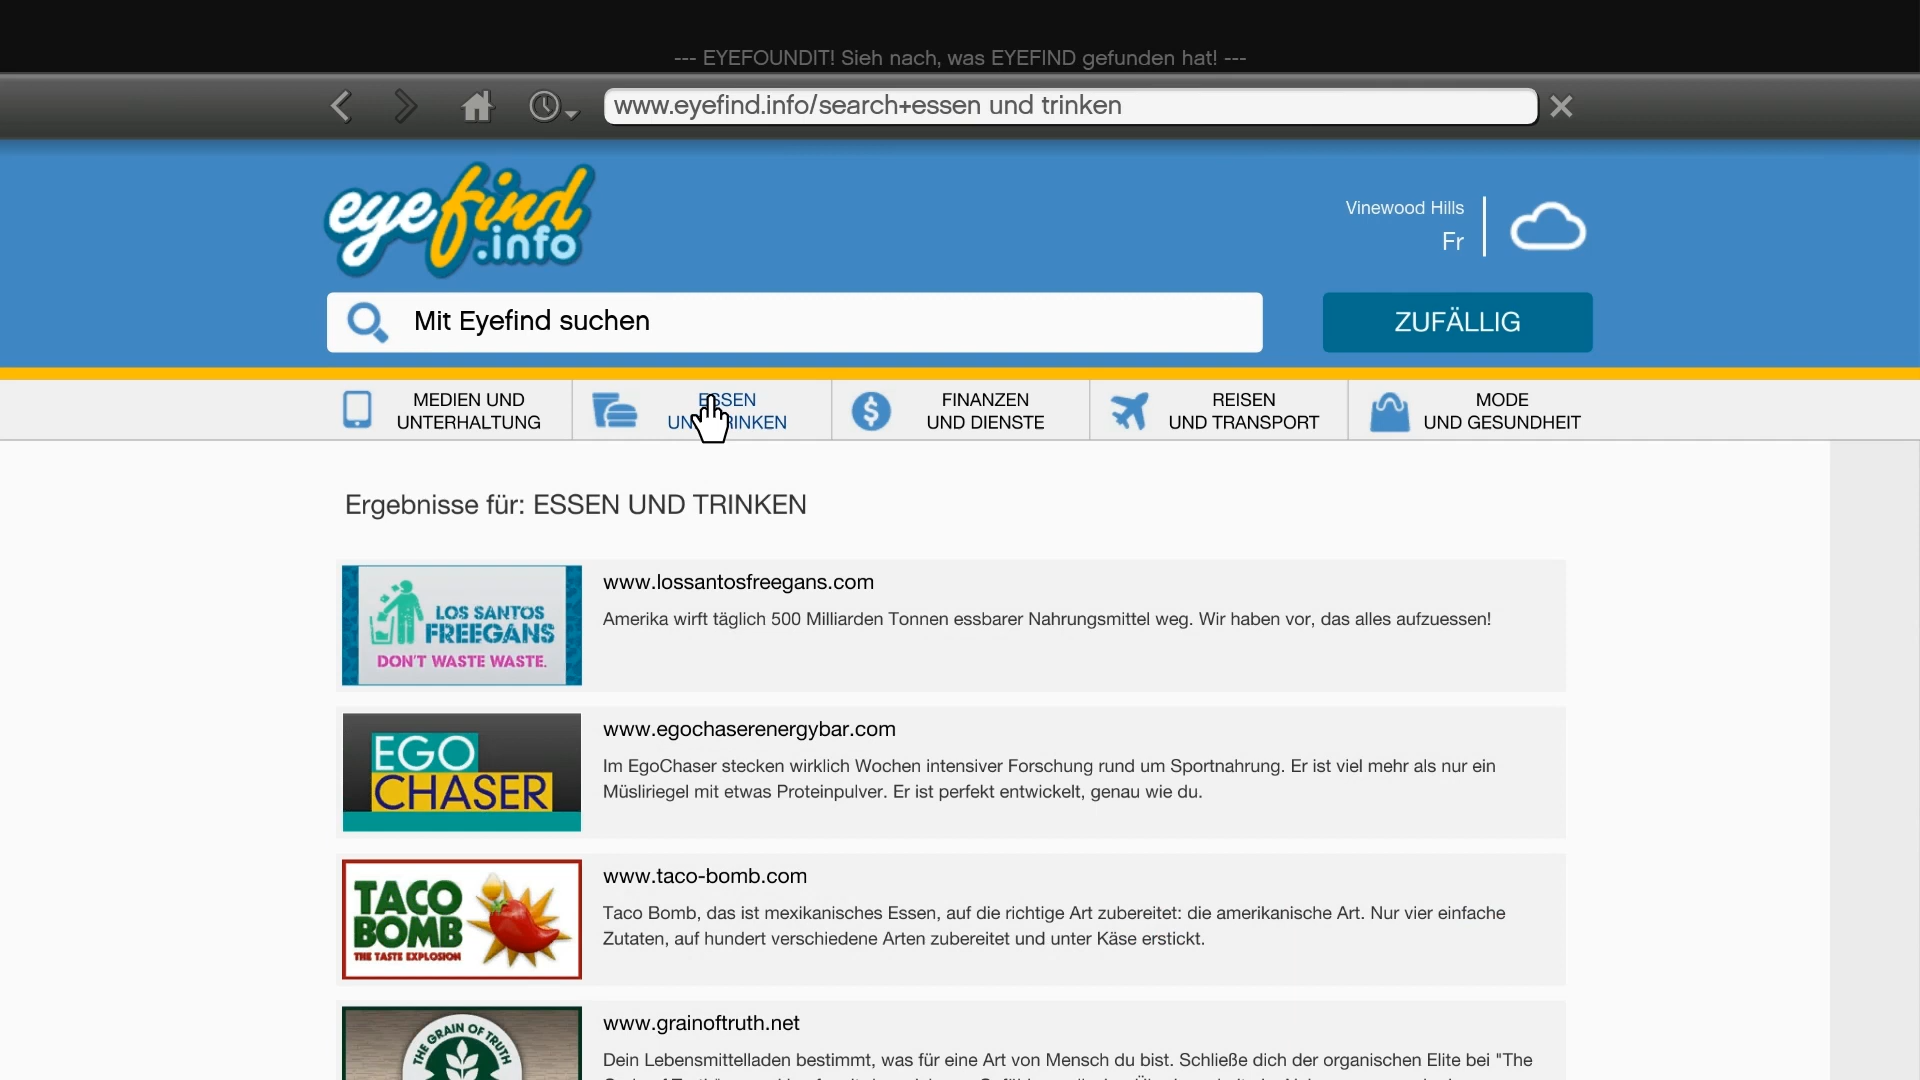 --- EYEFOUNDIT! Sieh nach, was EYEFIND gefunden hat! ---
www.eyefind.info/search+essen und trinken
eyefind.info
Vinewood Hills
Fr
Mit Eyefind suchen
ZUFÄLLIG
MEDIEN UND
UNTERHALTUNG
ESSEN
UND TRINKEN
FINANZEN
UND DIENSTE
REISEN
UND TRANSPORT
MODE
UND GESUNDHEIT
Ergebnisse für: ESSEN UND TRINKEN
LOS SANTOS
FREEGANS
DON'T WASTE WASTE.
www.lossantosfreegans.com
Amerika wirft täglich 500 Milliarden Tonnen essbarer Nahrungsmittel weg. Wir haben vor, das alles aufzuessen!
EGO
CHASER
www.egochaserenergybar.com
Im EgoChaser stecken wirklich Wochen intensiver Forschung rund um Sportnahrung. Er ist viel mehr als nur ein
Müsliriegel mit etwas Proteinpulver. Er ist perfekt entwickelt, genau wie du.
TACO
BOMB
THE TASTE EXPLOSION
www.taco-bomb.com
Taco Bomb, das ist mexikanisches Essen, auf die richtige Art zubereitet: die amerikanische Art. Nur vier einfache
Zutaten, auf hundert verschiedene Arten zubereitet und unter Käse erstickt.
THE GRAIN OF TRUTH
www.grainoftruth.net
Dein Lebensmittelladen bestimmt, was für eine Art von Mensch du bist. Schließe dich der organischen Elite bei "The